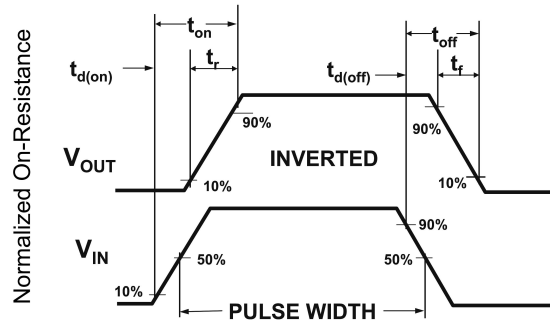 Normalized On-Resistance
t_on
t_off
t_d(on)
t_r
t_d(off)
t_f
90%
90%
V_OUT
INVERTED
10%
10%
V_IN
90%
50%
50%
10%
PULSE WIDTH